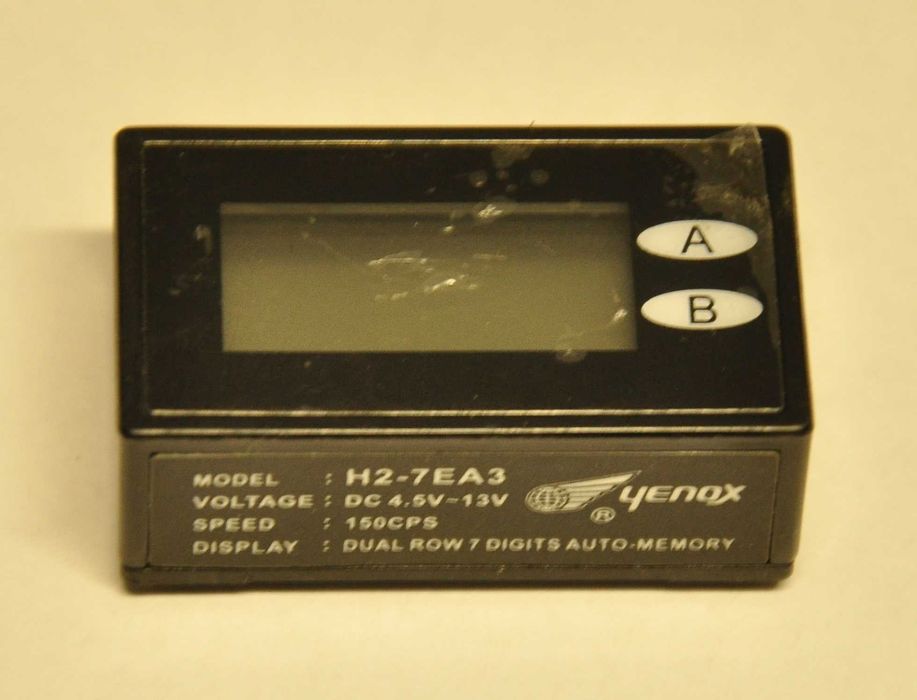 A
B
MODEL : H2-7EA3
VOLTAGE : DC 4.5V~13V
SPEED : 150CPS
DISPLAY : DUAL ROW 7 DIGITS AUTO-MEMORY
yenox
®